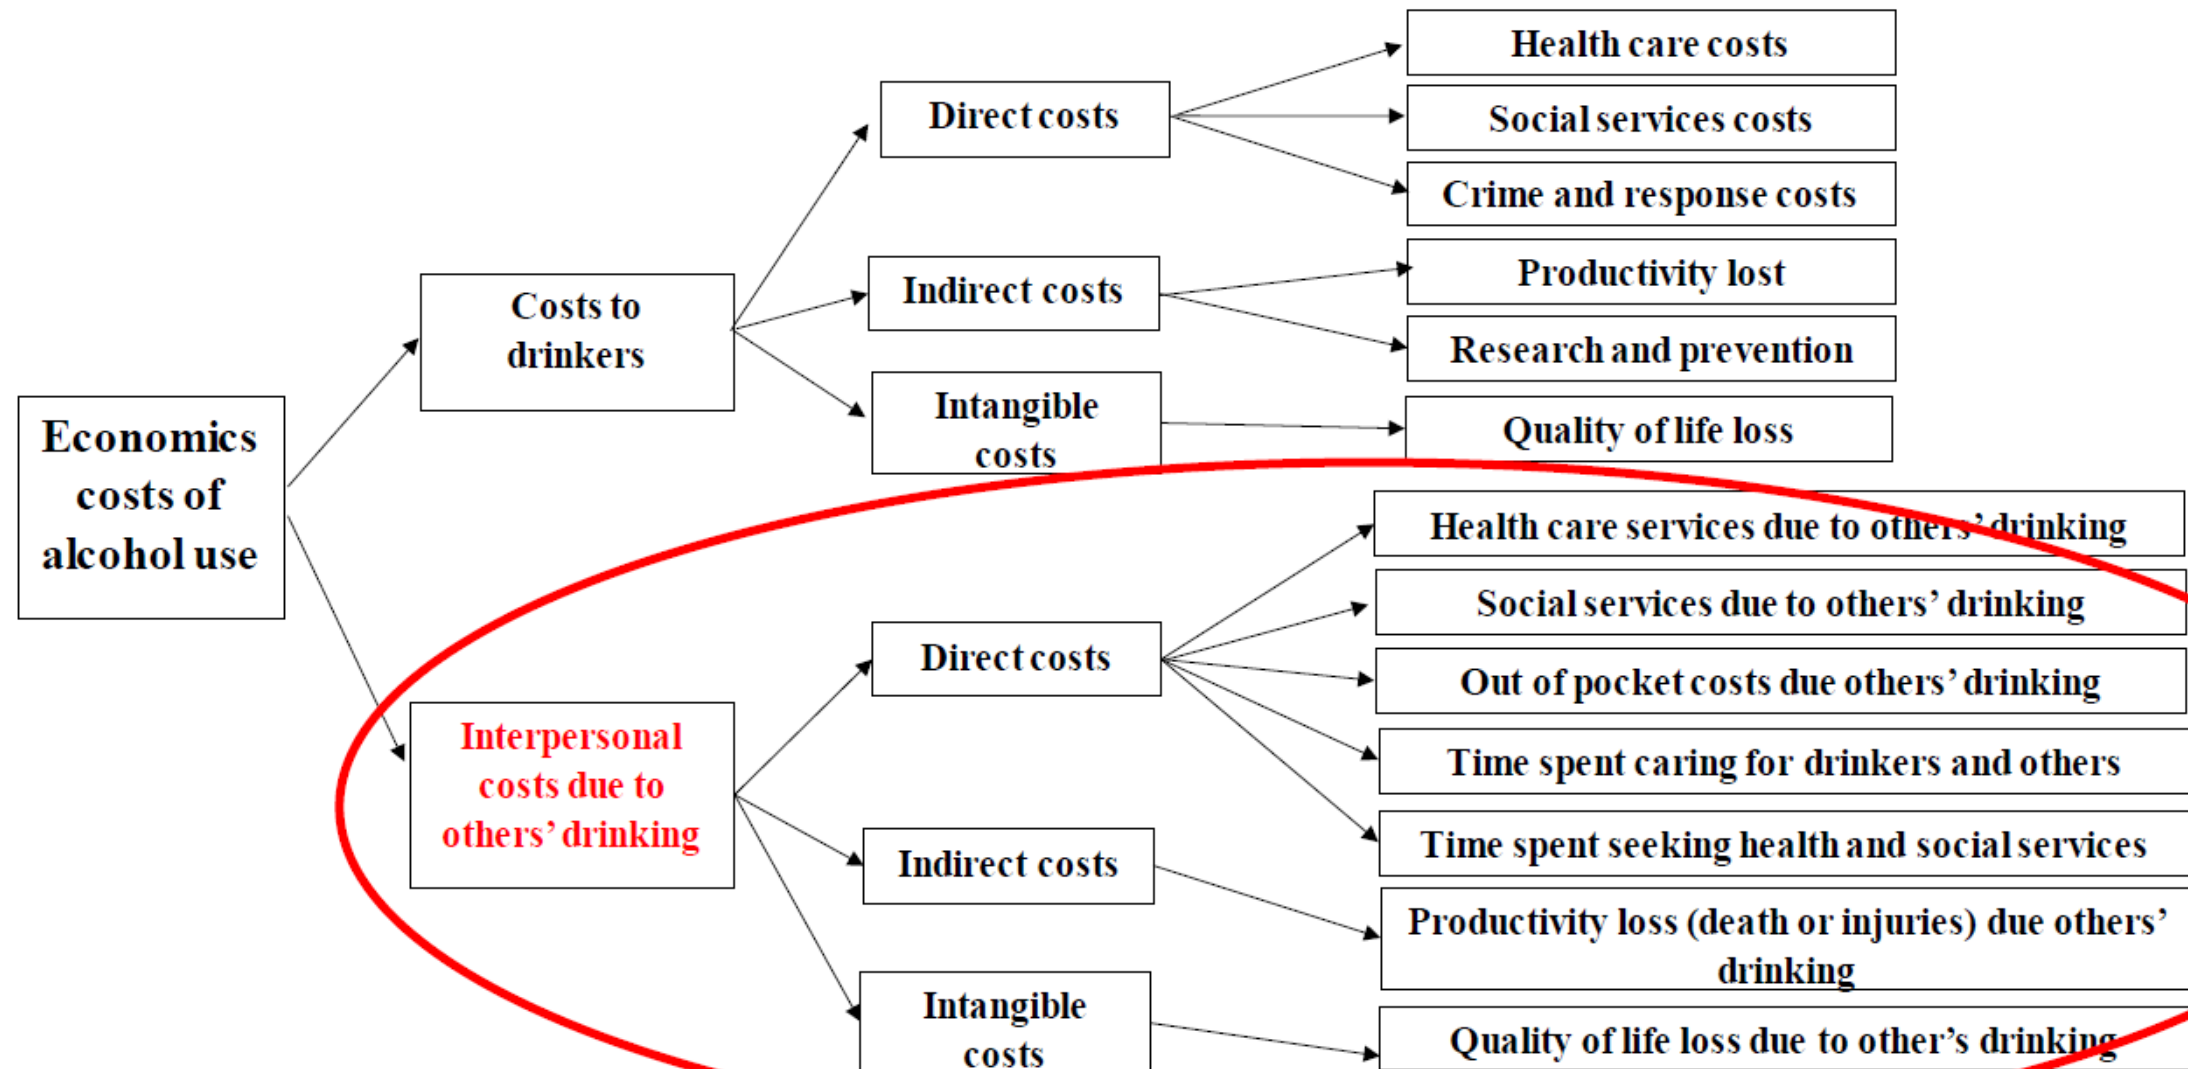 Economics
costs of
alcohol use
Costs to
drinkers
Direct costs
Health care costs
Social services costs
Crime and response costs
Indirect costs
Productivity lost
Research and prevention
Intangible
costs
Quality of life loss
Interpersonal
costs due to
others’ drinking
Direct costs
Health care services due to others’ drinking
Social services due to others’ drinking
Out of pocket costs due others’ drinking
Time spent caring for drinkers and others
Time spent seeking health and social services
Indirect costs
Productivity loss (death or injuries) due others’
drinking
Intangible
costs
Quality of life loss due to other’s drinking